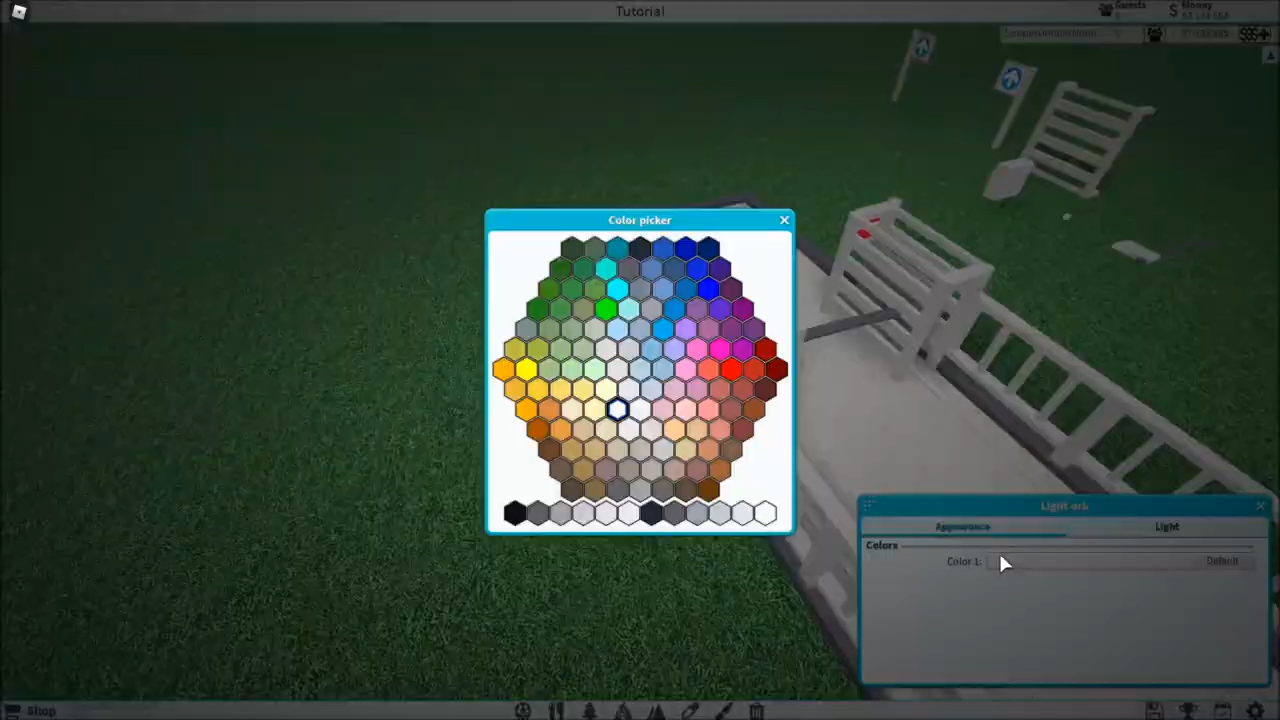 Tutorial
Guests
Money
$
Color picker
Light orb
Appearance
Light
Colors
Color 1:
Default
Shop